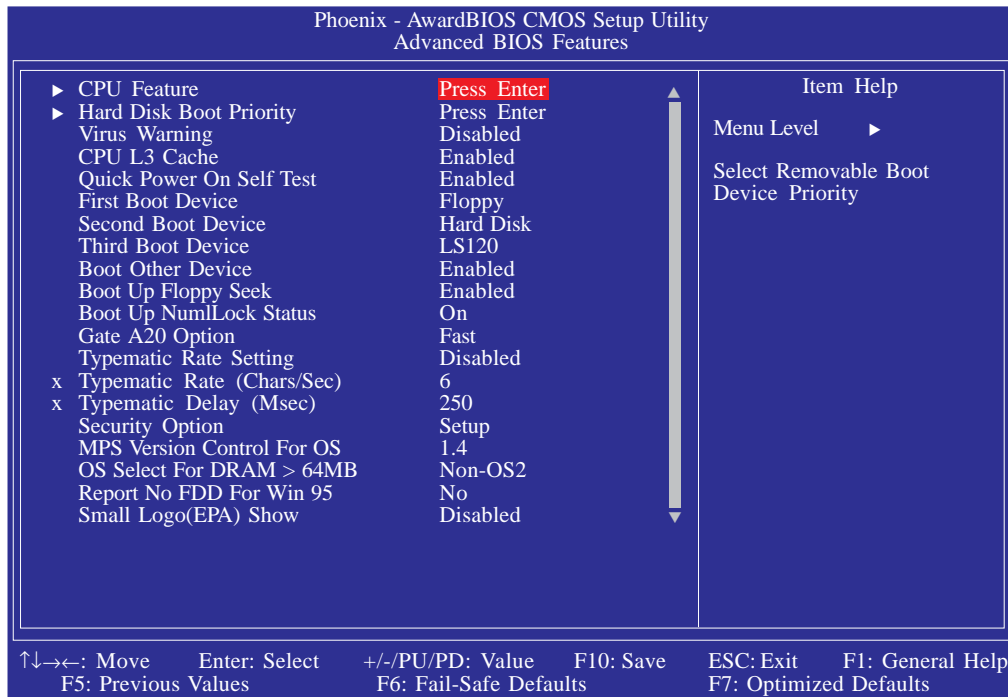 Phoenix - AwardBIOS CMOS Setup Utility
Advanced BIOS Features
▶ CPU Feature Press Enter
▶ Hard Disk Boot Priority Press Enter
Virus Warning Disabled
CPU L3 Cache Enabled
Quick Power On Self Test Enabled
First Boot Device Floppy
Second Boot Device Hard Disk
Third Boot Device LS120
Boot Other Device Enabled
Boot Up Floppy Seek Enabled
Boot Up NumlLock Status On
Gate A20 Option Fast
Typematic Rate Setting Disabled
x Typematic Rate (Chars/Sec) 6
x Typematic Delay (Msec) 250
Security Option Setup
MPS Version Control For OS 1.4
OS Select For DRAM > 64MB Non-OS2
Report No FDD For Win 95 No
Small Logo(EPA) Show Disabled
Item Help
Menu Level ▶
Select Removable Boot
Device Priority
↑↓→←: Move Enter: Select +/-/PU/PD: Value F10: Save ESC: Exit F1: General Help
F5: Previous Values F6: Fail-Safe Defaults F7: Optimized Defaults